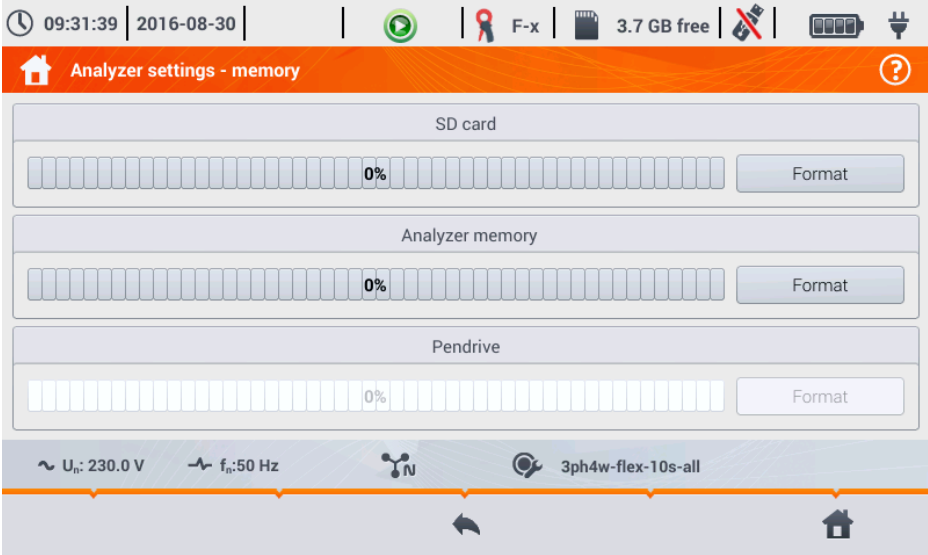 09:31:39 2016-08-30 F-x 3.7 GB free
Analyzer settings - memory ?
SD card
0% Format
Analyzer memory
0% Format
Pendrive
0% Format
Un: 230.0 V fn:50 Hz N 3ph4w-flex-10s-all